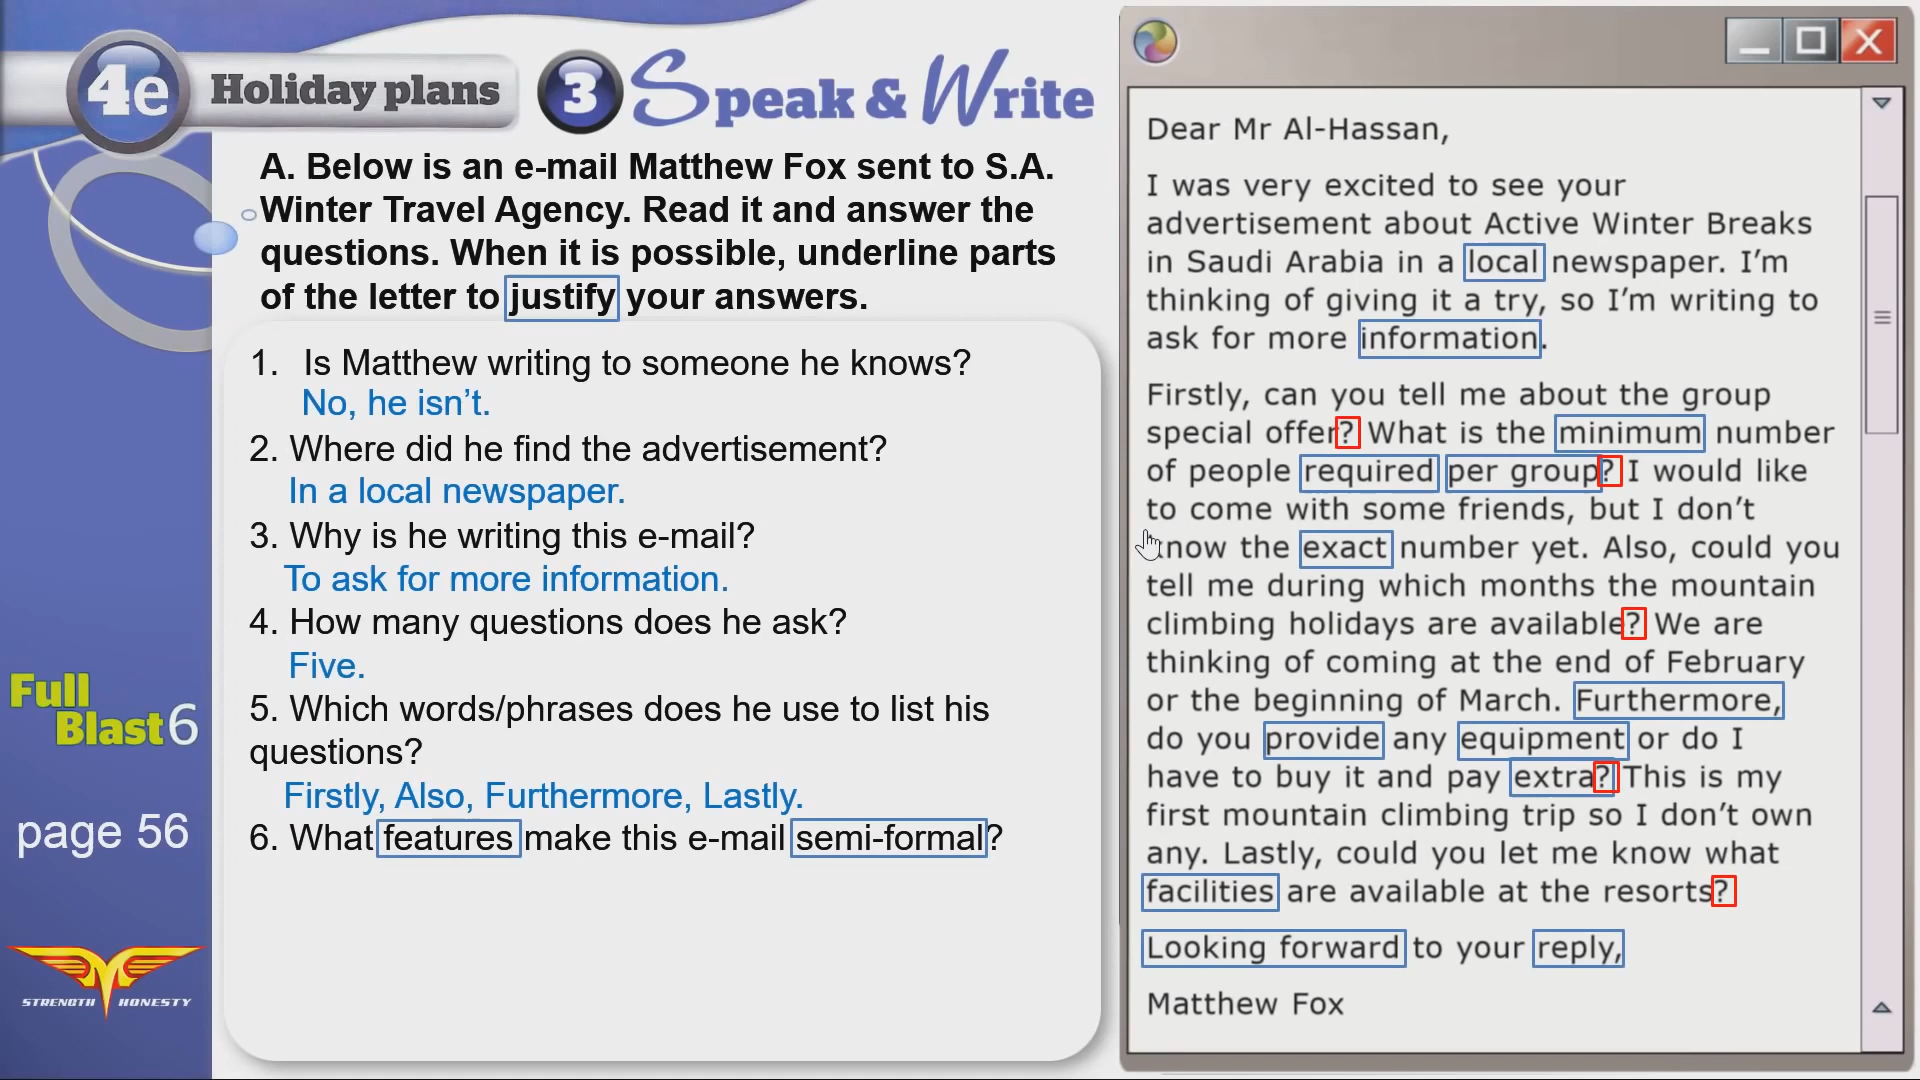 4e Holiday plans 3 Speak & Write
A. Below is an e-mail Matthew Fox sent to S.A.
Winter Travel Agency. Read it and answer the
questions. When it is possible, underline parts
of the letter to justify your answers.
1. Is Matthew writing to someone he knows?
No, he isn’t.
2. Where did he find the advertisement?
In a local newspaper.
3. Why is he writing this e-mail?
To ask for more information.
4. How many questions does he ask?
Five.
5. Which words/phrases does he use to list his
questions?
Firstly, Also, Furthermore, Lastly.
6. What features make this e-mail semi-formal?
Full
Blast 6
page 56
STRENGTH HONESTY
Dear Mr Al-Hassan,
I was very excited to see your
advertisement about Active Winter Breaks
in Saudi Arabia in a local newspaper. I’m
thinking of giving it a try, so I’m writing to
ask for more information.
Firstly, can you tell me about the group
special offer? What is the minimum number
of people required per group? I would like
to come with some friends, but I don’t
know the exact number yet. Also, could you
tell me during which months the mountain
climbing holidays are available? We are
thinking of coming at the end of February
or the beginning of March. Furthermore,
do you provide any equipment or do I
have to buy it and pay extra? This is my
first mountain climbing trip so I don’t own
any. Lastly, could you let me know what
facilities are available at the resorts?
Looking forward to your reply,
Matthew Fox